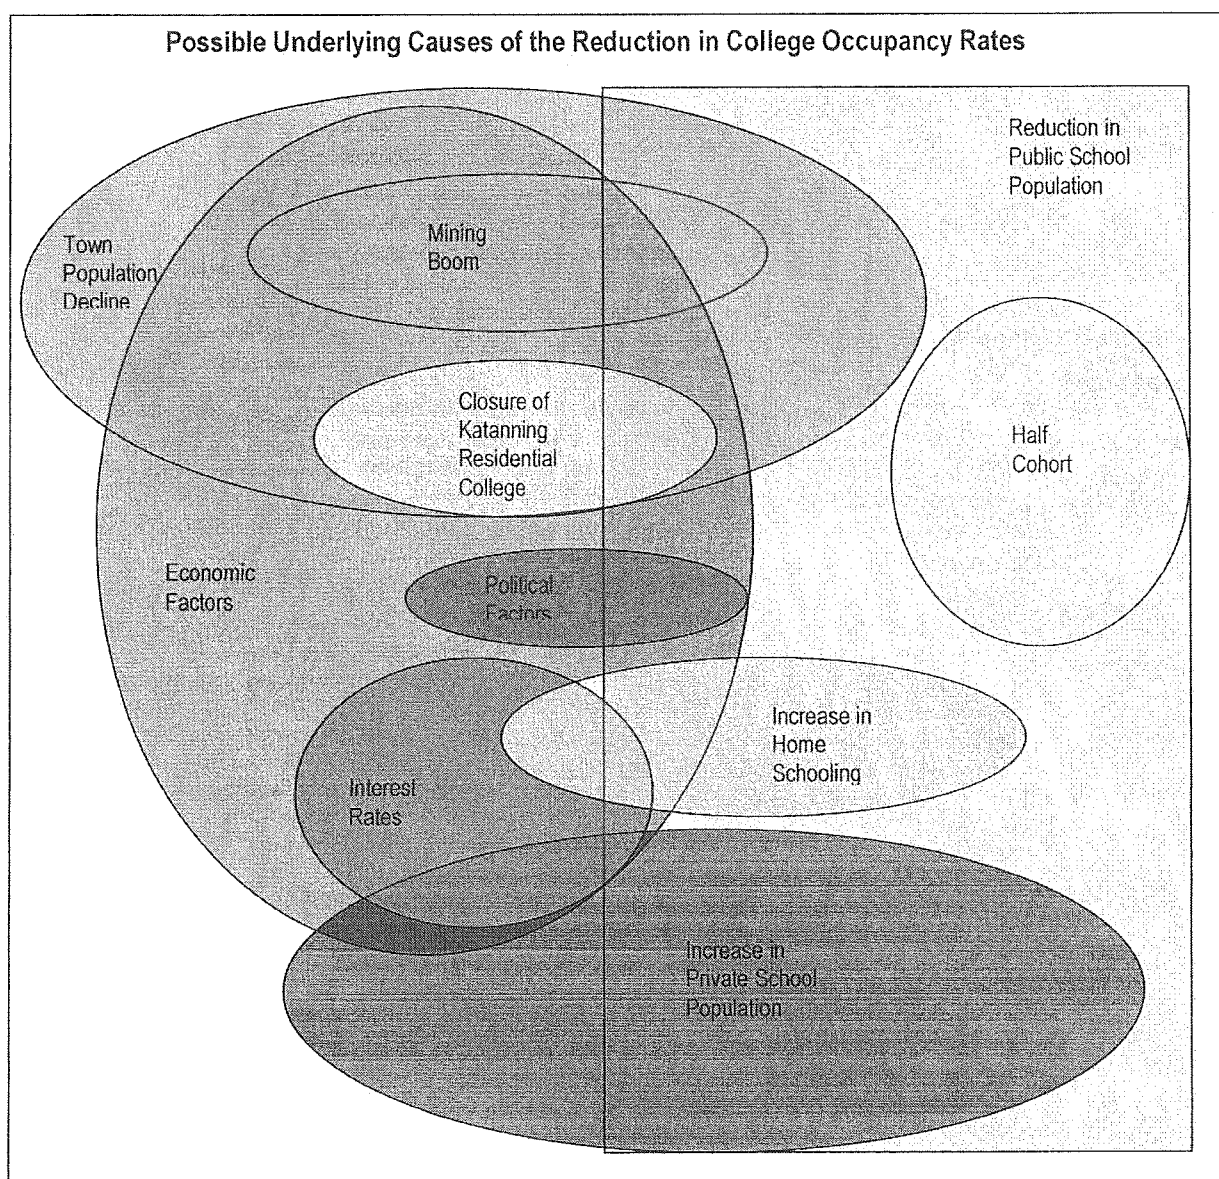 Possible Underlying Causes of the Reduction in College Occupancy Rates
Reduction in
Public School
Population
Town
Population
Decline
Mining
Boom
Closure of
Katanning
Residential
College
Half
Cohort
Economic
Factors
Political
Factors
Increase in
Home
Schooling
Interest
Rates
Increase in
Private School
Population